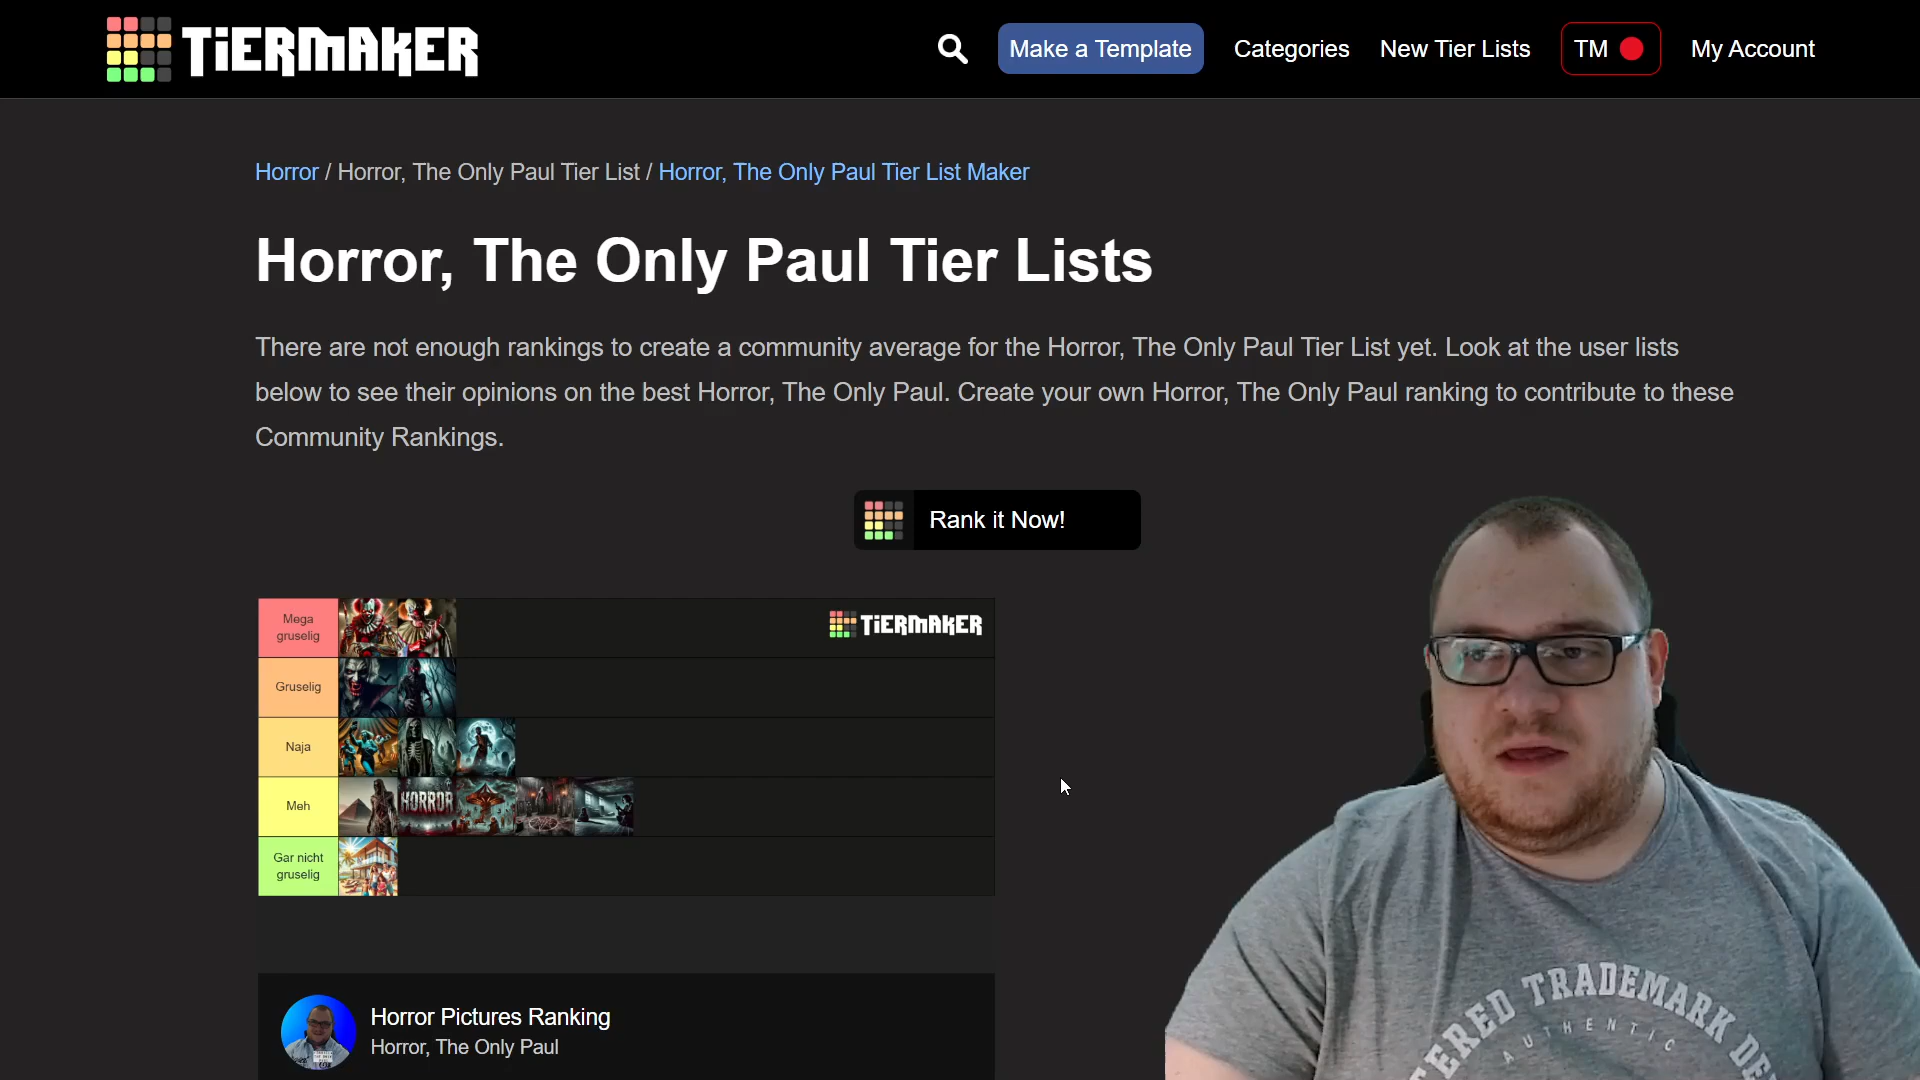 TiERMAKER
Make a Template
Categories
New Tier Lists
TM
My Account
Horror / Horror, The Only Paul Tier List / Horror, The Only Paul Tier List Maker
Horror, The Only Paul Tier Lists
There are not enough rankings to create a community average for the Horror, The Only Paul Tier List yet. Look at the user lists
below to see their opinions on the best Horror, The Only Paul. Create your own Horror, The Only Paul ranking to contribute to these
Community Rankings.
Rank it Now!
Mega
gruselig
TiERMAKER
Gruselig
Naja
Meh
HORROR
Gar nicht
gruselig
Horror Pictures Ranking
Horror, The Only Paul
TRADEMARK
AUTHENTIC